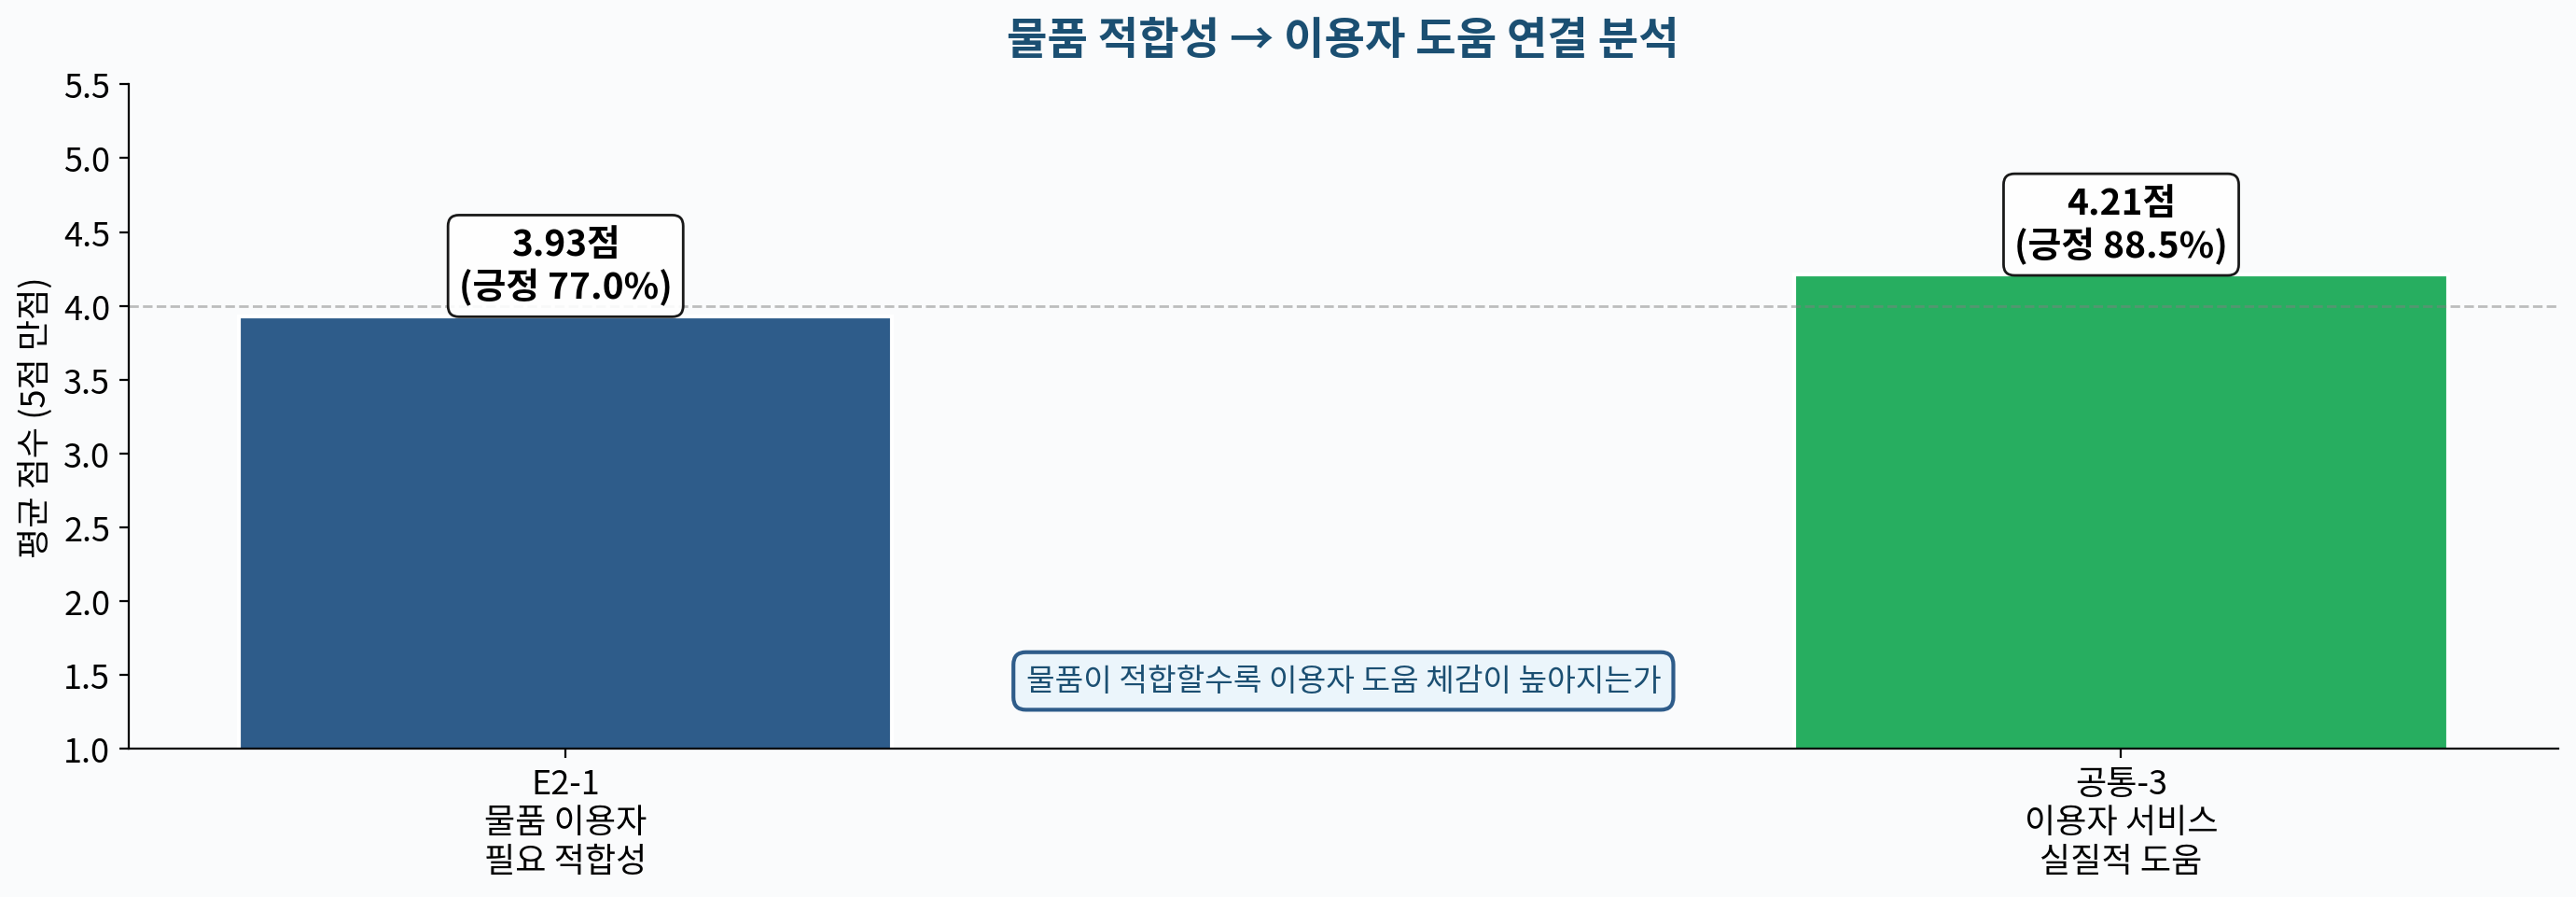 물품 적합성 → 이용자 도움 연결 분석
평균 점수 (5점 만점)
5.5
5.0
4.5
4.0
3.5
3.0
2.5
2.0
1.5
1.0
3.93점
(긍정 77.0%)
4.21점
(긍정 88.5%)
물품이 적합할수록 이용자 도움 체감이 높아지는가
E2-1
물품 이용자
필요 적합성
공통-3
이용자 서비스
실질적 도움